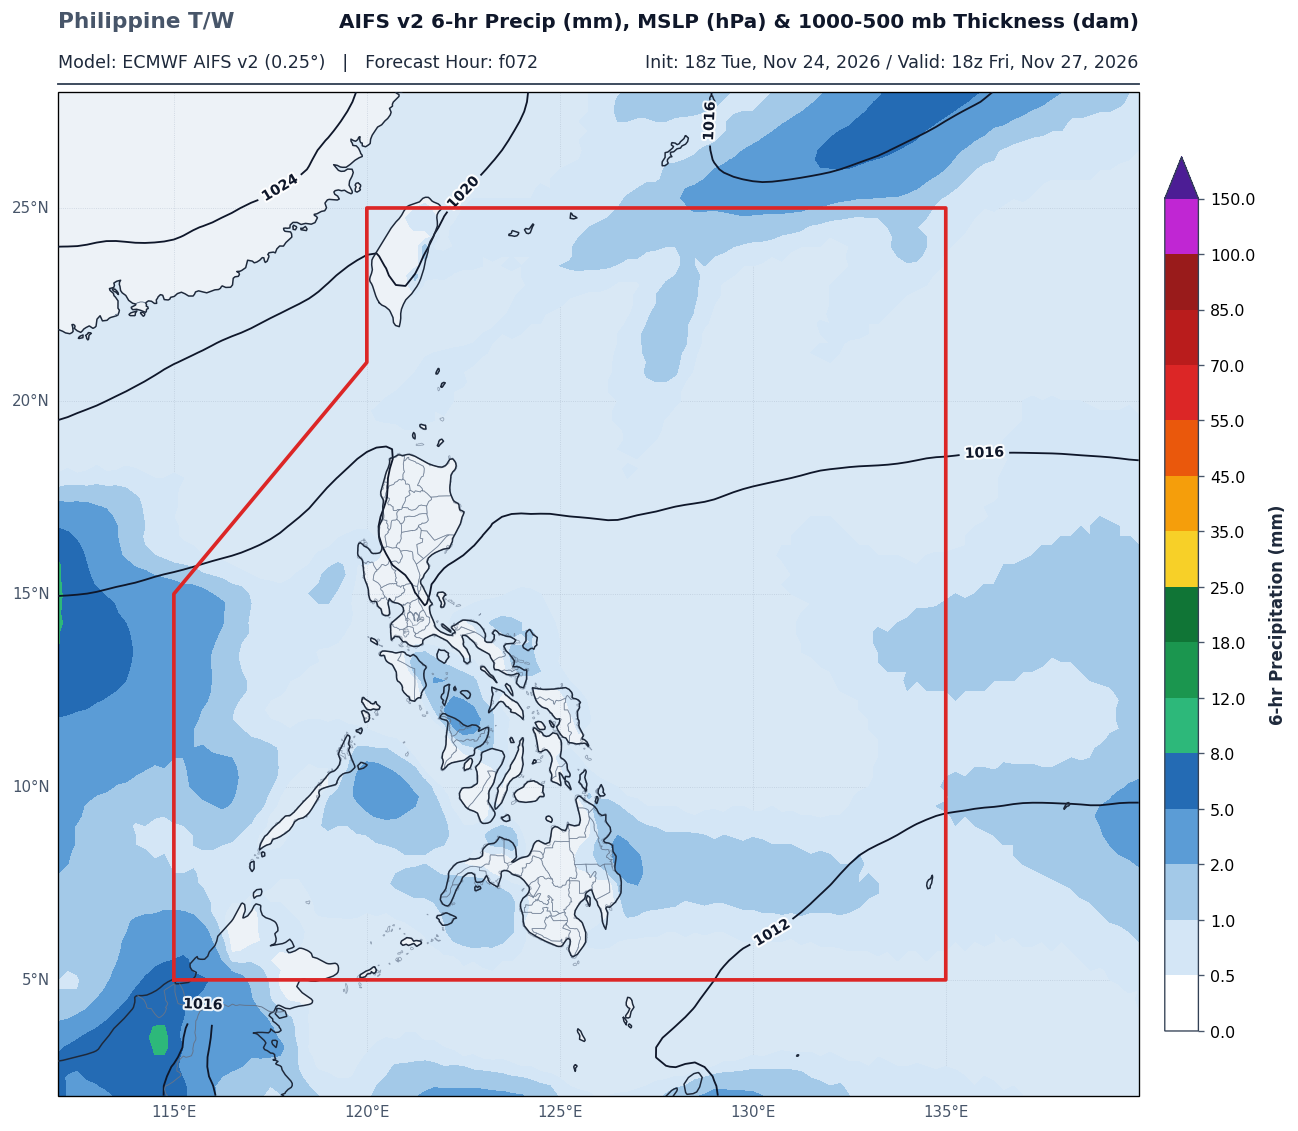 Philippine T/W
AIFS v2 6-hr Precip (mm), MSLP (hPa) & 1000-500 mb Thickness (dam)
Model: ECMWF AIFS v2 (0.25°) | Forecast Hour: f072
Init: 18z Tue, Nov 24, 2026 / Valid: 18z Fri, Nov 27, 2026
1016
1024
1020
1016
1012
1016
25°N
20°N
15°N
10°N
5°N
115°E
120°E
125°E
130°E
135°E
150.0
100.0
85.0
70.0
55.0
45.0
35.0
25.0
18.0
12.0
8.0
5.0
2.0
1.0
0.5
0.0
6-hr Precipitation (mm)